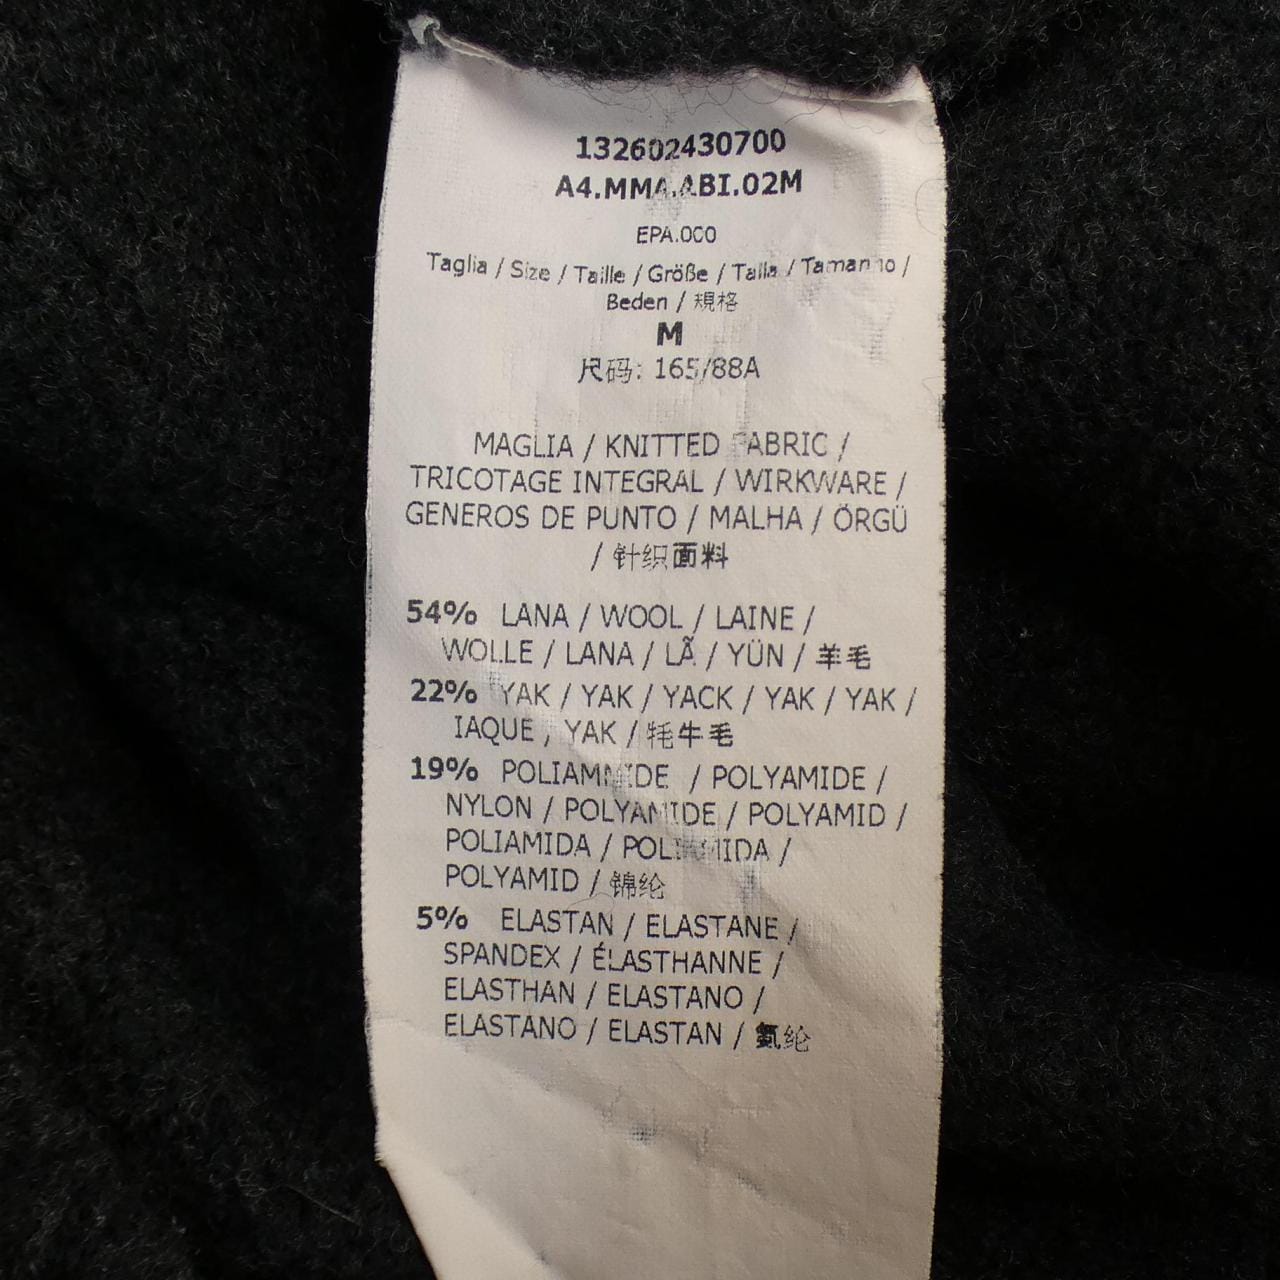 132602430700
A4.MMA.ABI.02M
EPA.000
Taglia / Size / Taille / Größe / Talla / Tamanho /
Beden / 規格
M
尺码: 165/88A
MAGLIA / KNITTED FABRIC /
TRICOTAGE INTEGRAL / WIRKWARE /
GENEROS DE PUNTO / MALHA / ÖRGÜ
/ 针织面料
54% LANA / WOOL / LAINE /
WOLLE / LANA / LÃ / YÜN / 羊毛
22% YAK / YAK / YACK / YAK / YAK /
IAQUE / YAK / 牦牛毛
19% POLIAMMIDE / POLYAMIDE /
NYLON / POLYAMIDE / POLYAMID /
POLIAMIDA / POLIAMIDA /
POLYAMID / 锦纶
5% ELASTAN / ELASTANE /
SPANDEX / ÉLASTHANNE /
ELASTHAN / ELASTANO /
ELASTANO / ELASTAN / 氨纶